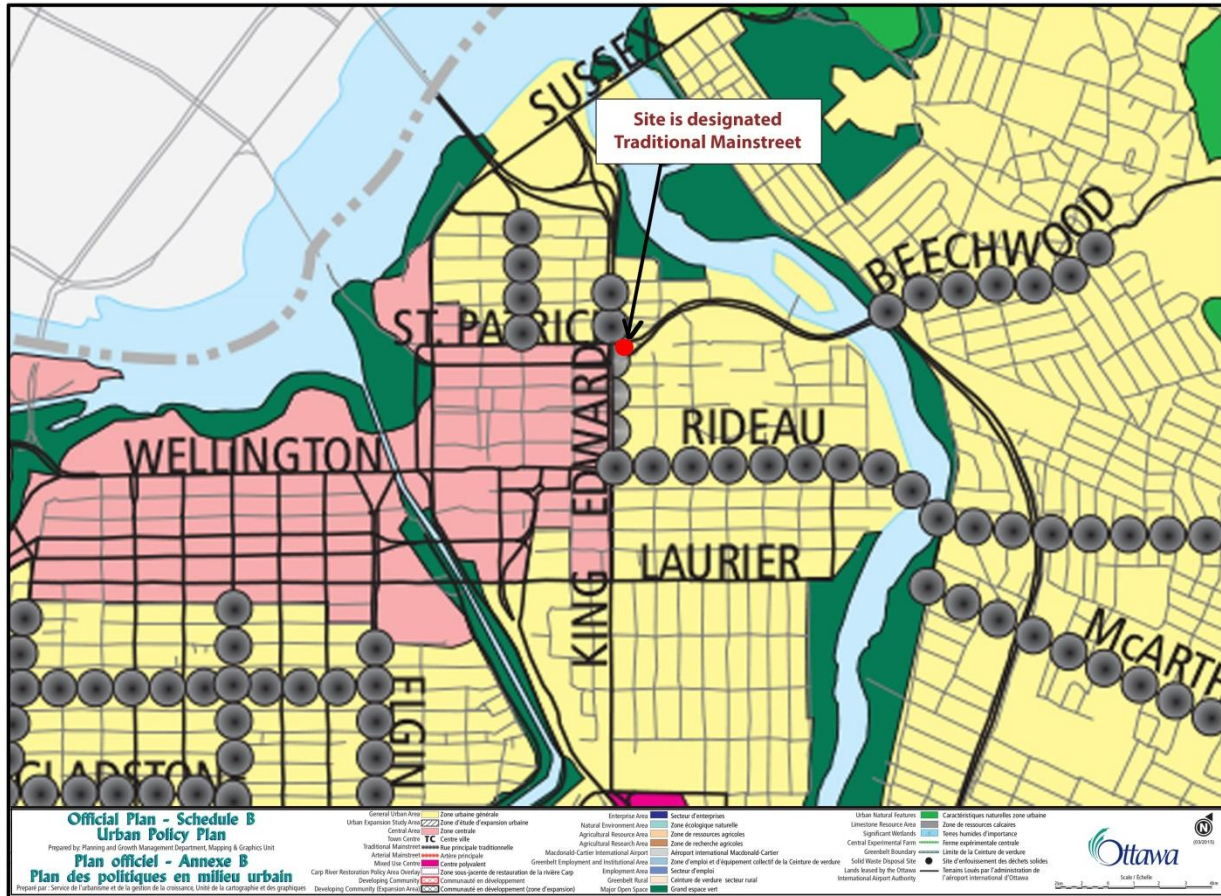 SUSSEX
Site is designated
Traditional Mainstreet
BEECHWOOD
ST. PATRIC
KING EDWARD
RIDEAU
WELLINGTON
LAURIER
McARTH
ELGIN
GLADSTON
Official Plan - Schedule B
Urban Policy Plan
Prepared by: Planning and Growth Management Department, Mapping & Graphics Unit
Plan officiel - Annexe B
Plan des politiques en milieu urbain
Préparé par : Service de l'urbanisme et de la gestion de la croissance, Unité de la cartographie et des graphiques
General Urban Area Zone urbaine générale
Urban Expansion Study Area Zone d'étude d'expansion urbaine
Central Area Zone centrale
Town Centre TC Centre ville
Traditional Mainstreet Rue principale traditionnelle
Arterial Mainstreet Artère principale
Mixed Use Centre Centre polyvalent
Carp River Restoration Policy Area Overlay Zone sous-jacente de restauration de la rivière Carp
Developing Community Communauté en développement
Developing Community (Expansion Area) Communauté en développement (zone d'expansion)
Enterprise Area Secteur d'entreprises
Natural Environment Area Zone écologique naturelle
Agricultural Resource Area Zone de ressources agricoles
Agricultural Research Area Zone de recherche agricoles
Macdonald-Cartier International Airport Aéroport international Macdonald-Cartier
Greenbelt Employment and Institutional Area Zone d'emploi et d'équipement collectif de la Ceinture de verdure
Employment Area Secteur d'emploi
Greenbelt Rural Ceinture de verdure secteur rural
Major Open Space Grand espace vert
Urban Natural Features Caractéristiques naturelles zone urbaine
Limestone Resource Area Zone de ressources calcaires
Significant Wetlands Terres humides d'importance
Central Experimental Farm Ferme expérimentale centrale
Greenbelt Boundary Limite de la Ceinture de verdure
Solid Waste Disposal Site Site d'enfouissement des déchets solides
Lands leased by the Ottawa Terrains Loués par l'administration de
International Airport Authority l'aéroport international d'Ottawa
N
(03/2015)
Scale / Échelle
Ottawa